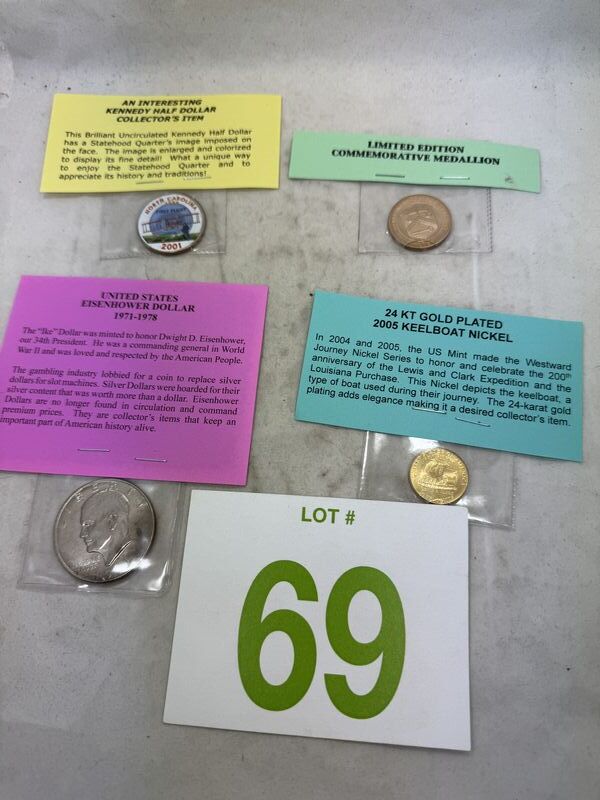 AN INTERESTING
KENNEDY HALF DOLLAR
COLLECTOR'S ITEM
This Brilliant Uncirculated Kennedy Half Dollar
has a Statehood Quarter's image imposed on
the face. The image is enlarged and colorized
to display its fine detail! What a unique way
to enjoy the Statehood Quarter and to
appreciate its history and traditions!
NORTH CAROLINA
FIRST FLIGHT
2001
LIMITED EDITION
COMMEMORATIVE MEDALLION
UNITED STATES
EISENHOWER DOLLAR
1971-1978
The "Ike" Dollar was minted to honor Dwight D. Eisenhower,
our 34th President. He was a commanding general in World
War II and was loved and respected by the American People.
The gambling industry lobbied for a coin to replace silver
dollars for slot machines. Silver Dollars were hoarded for their
silver content that was worth more than a dollar. Eisenhower
Dollars are no longer found in circulation and command
premium prices. They are collector's items that keep an
important part of American history alive.
24 KT GOLD PLATED
2005 KEELBOAT NICKEL
In 2004 and 2005, the US Mint made the Westward
Journey Nickel Series to honor and celebrate the 200th
anniversary of the Lewis and Clark Expedition and the
Louisiana Purchase. This Nickel depicts the keelboat, a
type of boat used during their journey. The 24-karat gold
plating adds elegance making it a desired collector's item.
LIBERTY
LOT #
69